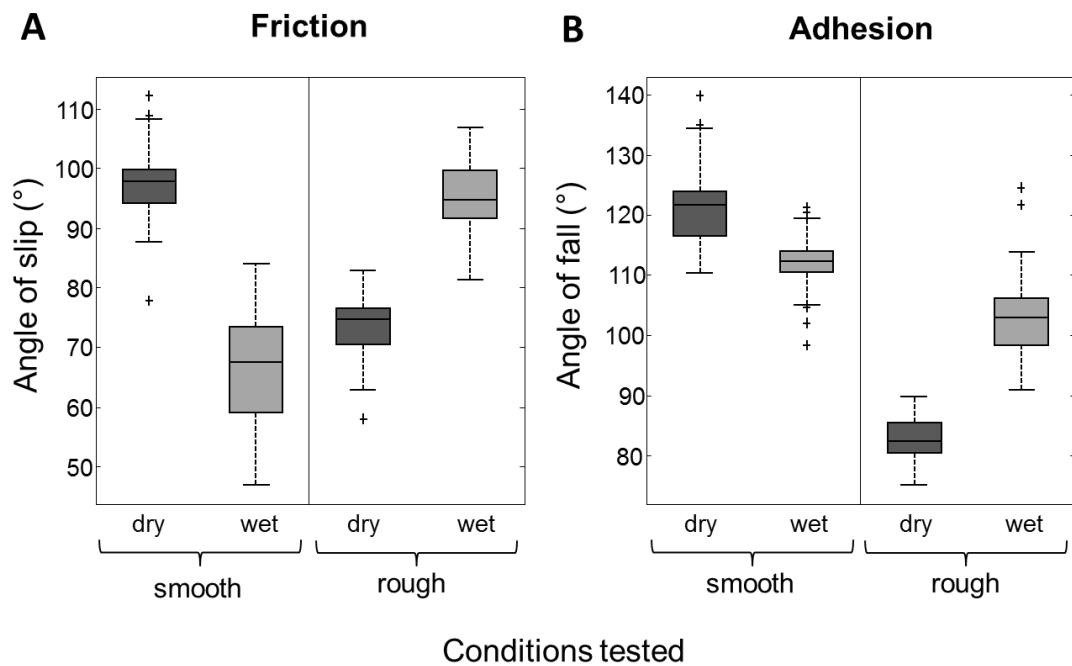 A Friction
Angle of slip (°)
110
100
90
80
70
60
50
dry wet dry wet
smooth rough
B Adhesion
Angle of fall (°)
140
130
120
110
100
90
80
dry wet dry wet
smooth rough
Conditions tested